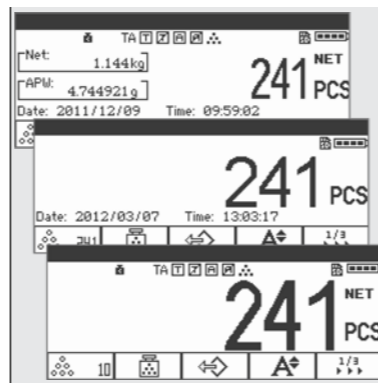 TA T Z A P
Net: 1.144kg
241 NET PCS
APW: 4.744921g
Date: 2011/12/09 Time: 09:59:02
241 PCS
Date: 2012/03/07 Time: 13:03:17
A 1/3
TA T Z A P
241 NET PCS
10 A 1/3